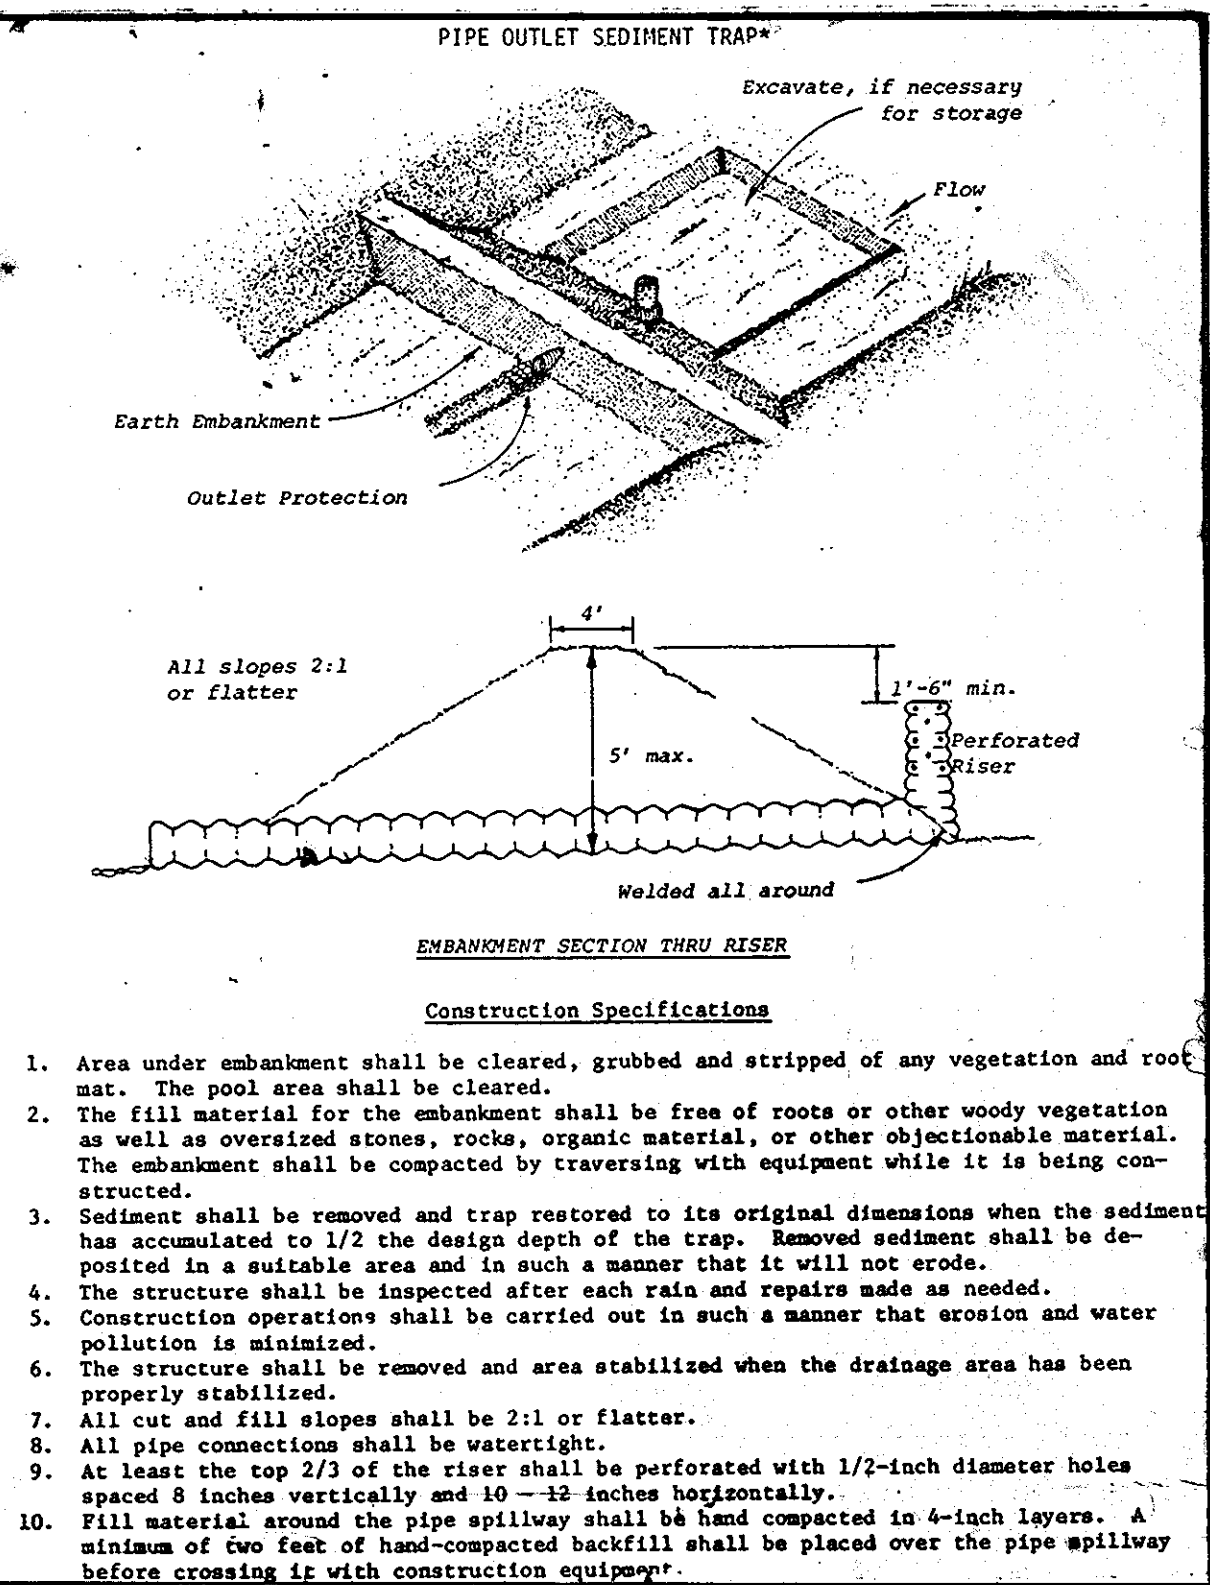 PIPE OUTLET SEDIMENT TRAP*
Excavate, if necessary
for storage
Flow
Earth Embankment
Outlet Protection
4'
All slopes 2:1
or flatter
1'-6" min.
5' max.
Perforated
Riser
Welded all around
EMBANKMENT SECTION THRU RISER
Construction Specifications
1. Area under embankment shall be cleared, grubbed and stripped of any vegetation and root
mat. The pool area shall be cleared.
2. The fill material for the embankment shall be free of roots or other woody vegetation
as well as oversized stones, rocks, organic material, or other objectionable material.
The embankment shall be compacted by traversing with equipment while it is being con-
structed.
3. Sediment shall be removed and trap restored to its original dimensions when the sediment
has accumulated to 1/2 the design depth of the trap. Removed sediment shall be de-
posited in a suitable area and in such a manner that it will not erode.
4. The structure shall be inspected after each rain and repairs made as needed.
5. Construction operations shall be carried out in such a manner that erosion and water
pollution is minimized.
6. The structure shall be removed and area stabilized when the drainage area has been
properly stabilized.
7. All cut and fill slopes shall be 2:1 or flatter.
8. All pipe connections shall be watertight.
9. At least the top 2/3 of the riser shall be perforated with 1/2-inch diameter holes
spaced 8 inches vertically and 10 - 12 inches horizontally.
10. Fill material around the pipe spillway shall be hand compacted in 4-inch layers. A
minimum of two feet of hand-compacted backfill shall be placed over the pipe spillway
before crossing it with construction equipment.